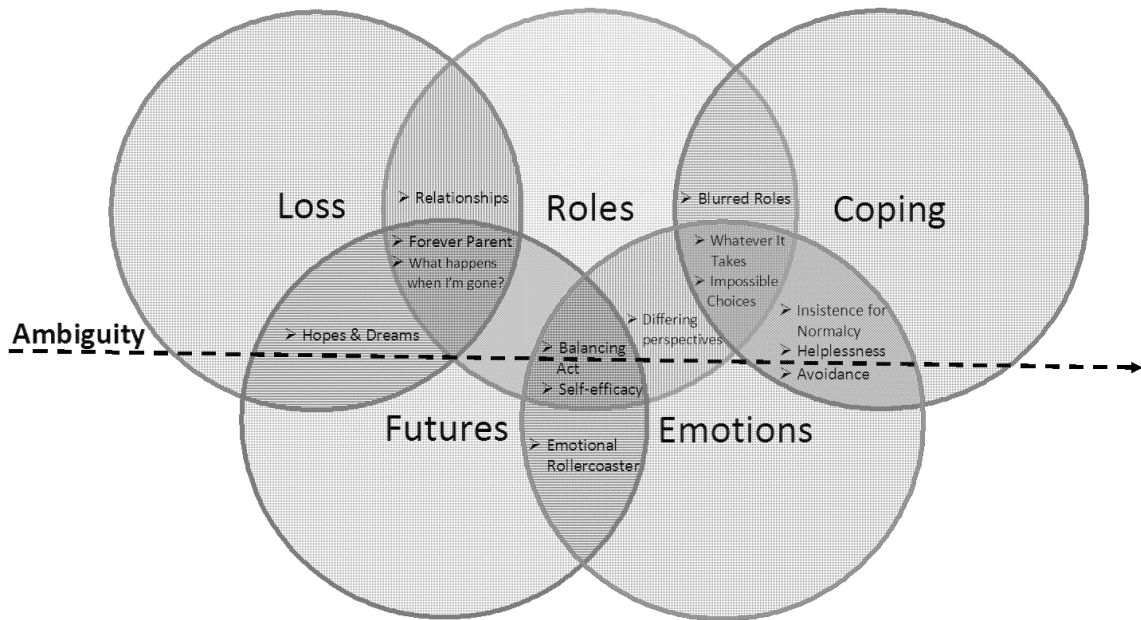 Loss
Roles
Coping
➢ Relationships
➢ Blurred Roles
➢ Forever Parent
➢ What happens
when I'm gone?
➢ Whatever It
Takes
➢ Impossible
Choices
➢ Insistence for
Normalcy
➢ Helplessness
➢ Avoidance
Ambiguity
➢ Hopes & Dreams
➢ Differing
perspectives
➢ Balancing
Act
➢ Self-efficacy
Futures
Emotions
➢ Emotional
Rollercoaster